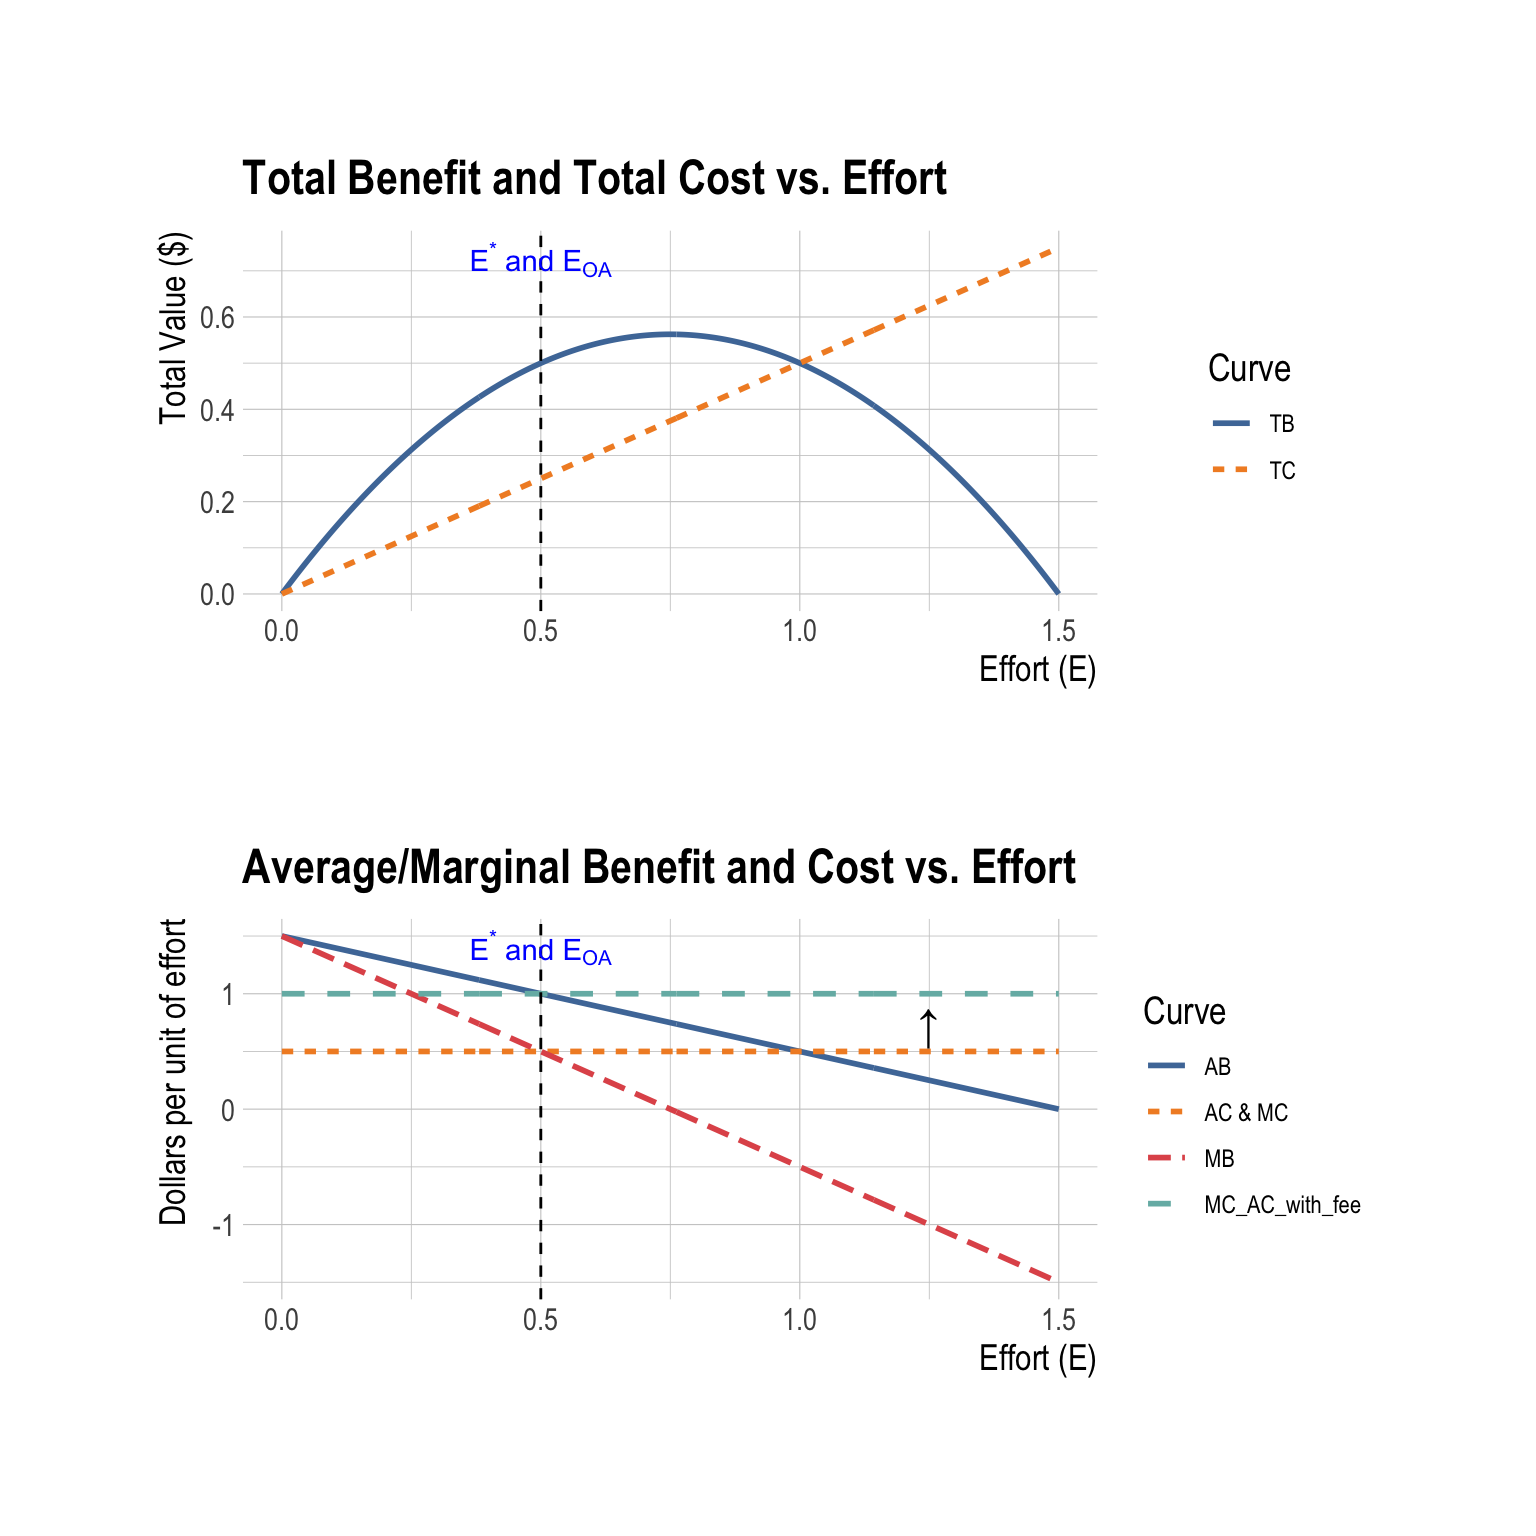 Total Benefit and Total Cost vs. Effort
Total Value ($)
E* and E_OA
0.6
0.4
0.2
0.0
0.0 0.5 1.0 1.5
Effort (E)
Curve
TB
TC
Average/Marginal Benefit and Cost vs. Effort
Dollars per unit of effort
E* and E_OA
1
0
-1
0.0 0.5 1.0 1.5
Effort (E)
Curve
AB
AC & MC
MB
MC_AC_with_fee